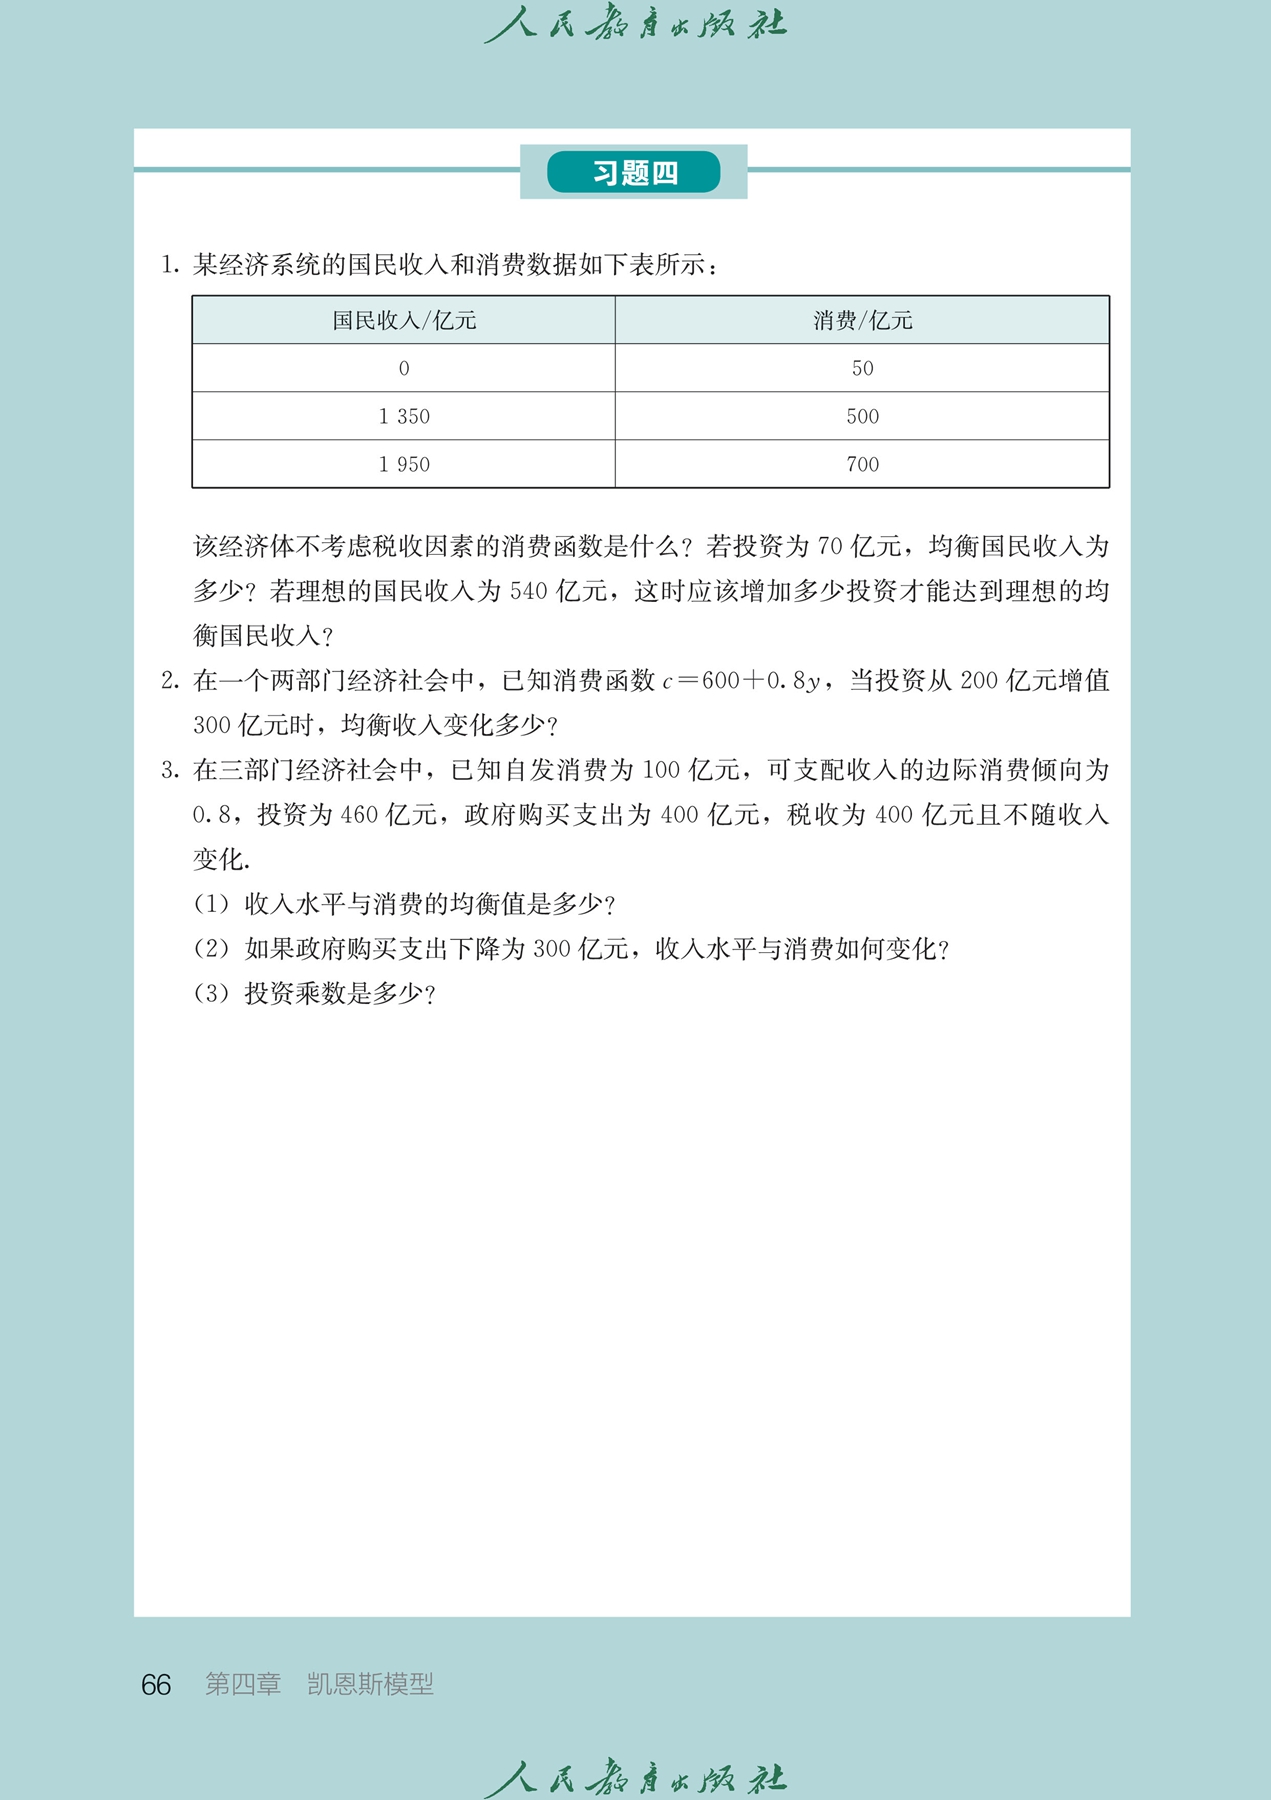 人民教育出版社
习题四
1. 某经济系统的国民收入和消费数据如下表所示：
国民收入/亿元 消费/亿元
0 50
1 350 500
1 950 700
该经济体不考虑税收因素的消费函数是什么？若投资为 70 亿元，均衡国民收入为
多少？若理想的国民收入为 540 亿元，这时应该增加多少投资才能达到理想的均
衡国民收入？
2. 在一个两部门经济社会中，已知消费函数 c=600+0.8y，当投资从 200 亿元增值
300 亿元时，均衡收入变化多少？
3. 在三部门经济社会中，已知自发消费为 100 亿元，可支配收入的边际消费倾向为
0.8，投资为 460 亿元，政府购买支出为 400 亿元，税收为 400 亿元且不随收入
变化.
（1）收入水平与消费的均衡值是多少？
（2）如果政府购买支出下降为 300 亿元，收入水平与消费如何变化？
（3）投资乘数是多少？
66 第四章 凯恩斯模型
人民教育出版社